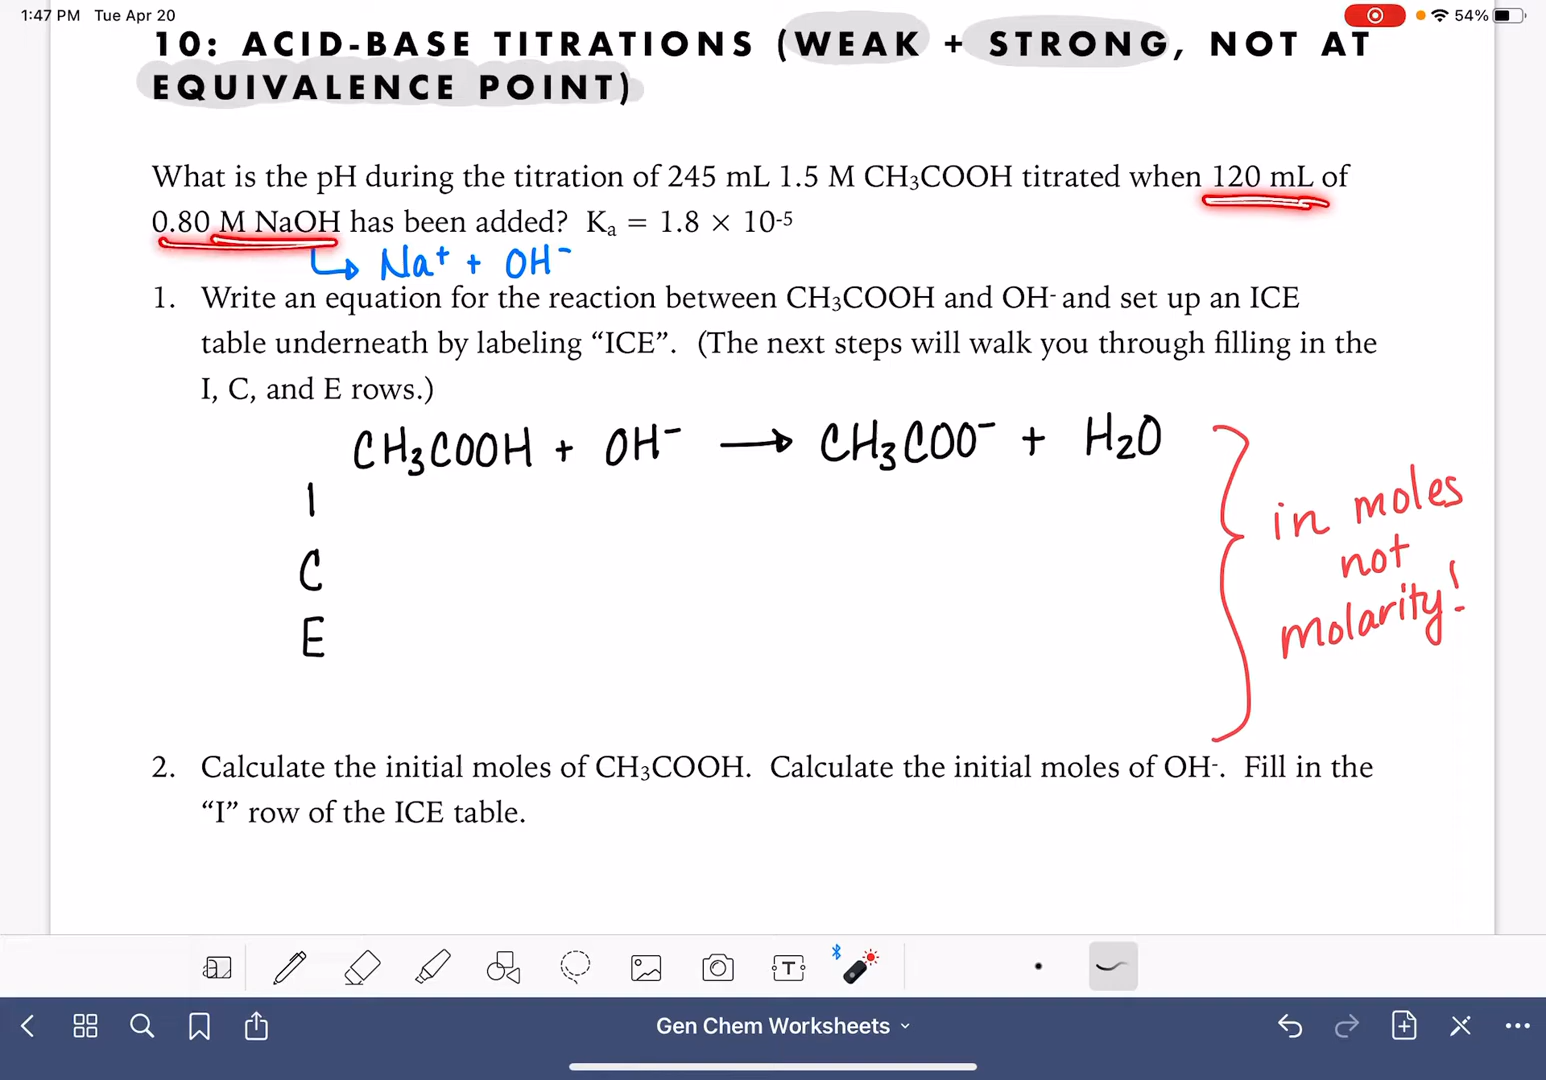 1:47 PM Tue Apr 20
54%
10: ACID-BASE TITRATIONS (WEAK + STRONG, NOT AT
EQUIVALENCE POINT)
What is the pH during the titration of 245 mL 1.5 M CH₃COOH titrated when 120 mL of
0.80 M NaOH has been added? Kₐ = 1.8 × 10⁻⁵
↳ Na⁺ + OH⁻
1. Write an equation for the reaction between CH₃COOH and OH⁻ and set up an ICE
table underneath by labeling “ICE”. (The next steps will walk you through filling in the
I, C, and E rows.)
CH₃COOH + OH⁻ → CH₃COO⁻ + H₂O
I
C
E
in moles
not
molarity!
2. Calculate the initial moles of CH₃COOH. Calculate the initial moles of OH⁻. Fill in the
“I” row of the ICE table.
Gen Chem Worksheets